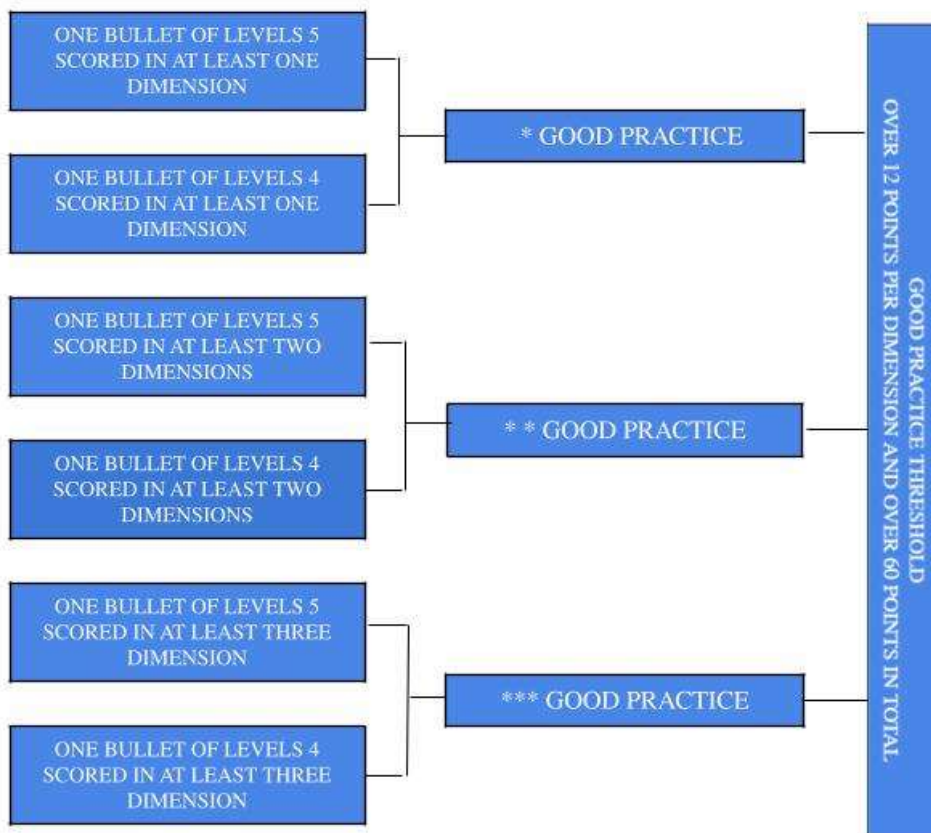 ONE BULLET OF LEVELS 5
SCORED IN AT LEAST ONE
DIMENSION
ONE BULLET OF LEVELS 4
SCORED IN AT LEAST ONE
DIMENSION
* GOOD PRACTICE
ONE BULLET OF LEVELS 5
SCORED IN AT LEAST TWO
DIMENSIONS
ONE BULLET OF LEVELS 4
SCORED IN AT LEAST TWO
DIMENSIONS
* * GOOD PRACTICE
ONE BULLET OF LEVELS 5
SCORED IN AT LEAST THREE
DIMENSION
ONE BULLET OF LEVELS 4
SCORED IN AT LEAST THREE
DIMENSION
*** GOOD PRACTICE
GOOD PRACTICE THRESHOLD
OVER 12 POINTS PER DIMENSION AND OVER 60 POINTS IN TOTAL